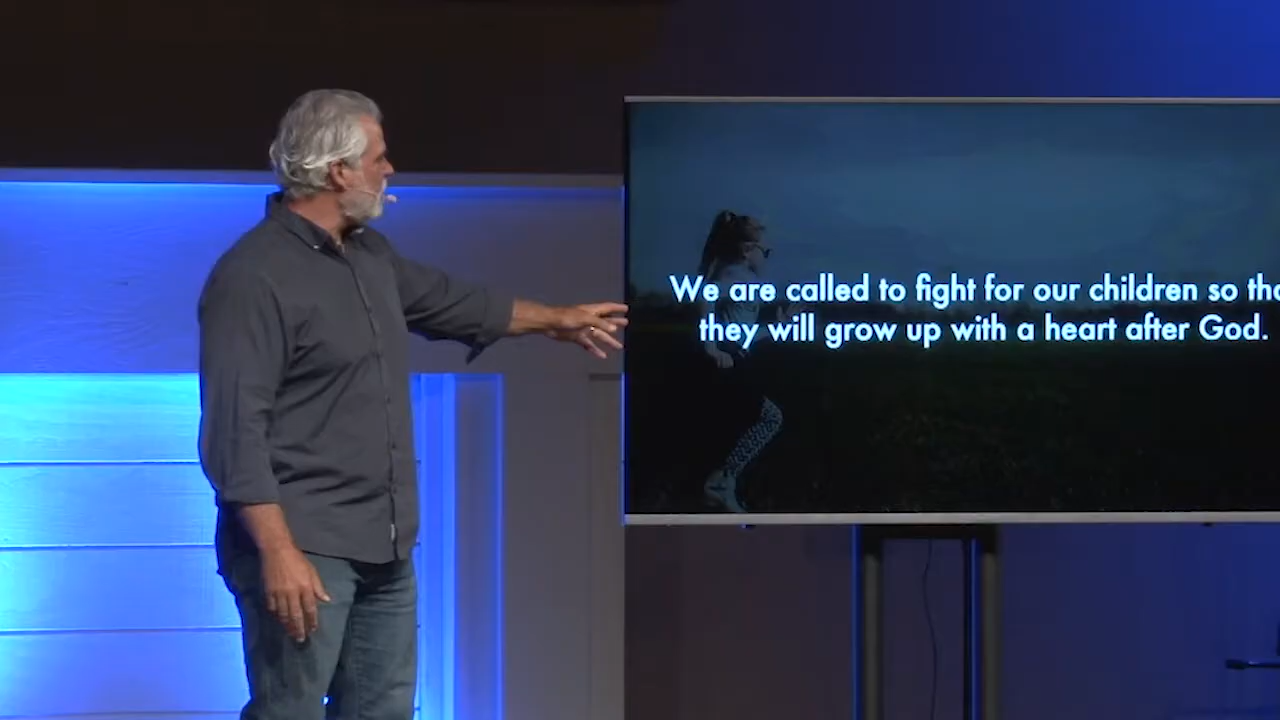 We are called to fight for our children so tha
they will grow up with a heart after God.